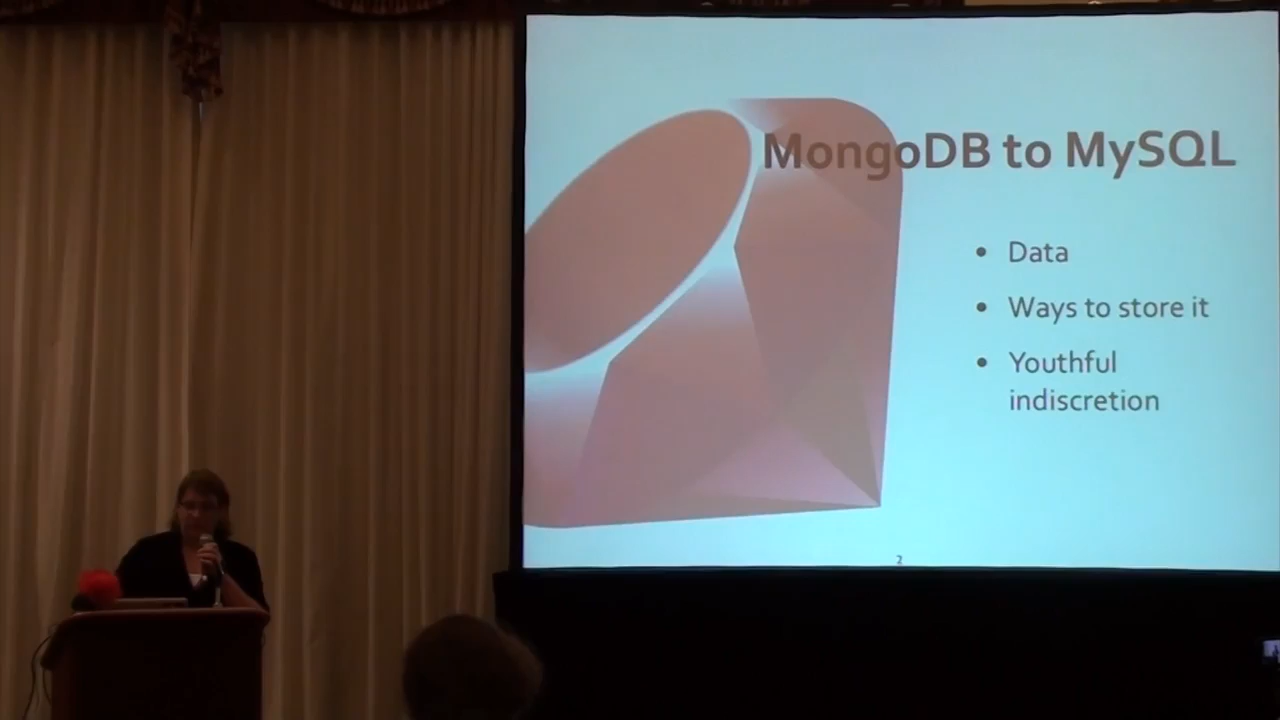 MongoDB to MySQL
• Data
• Ways to store it
• Youthful
indiscretion
2